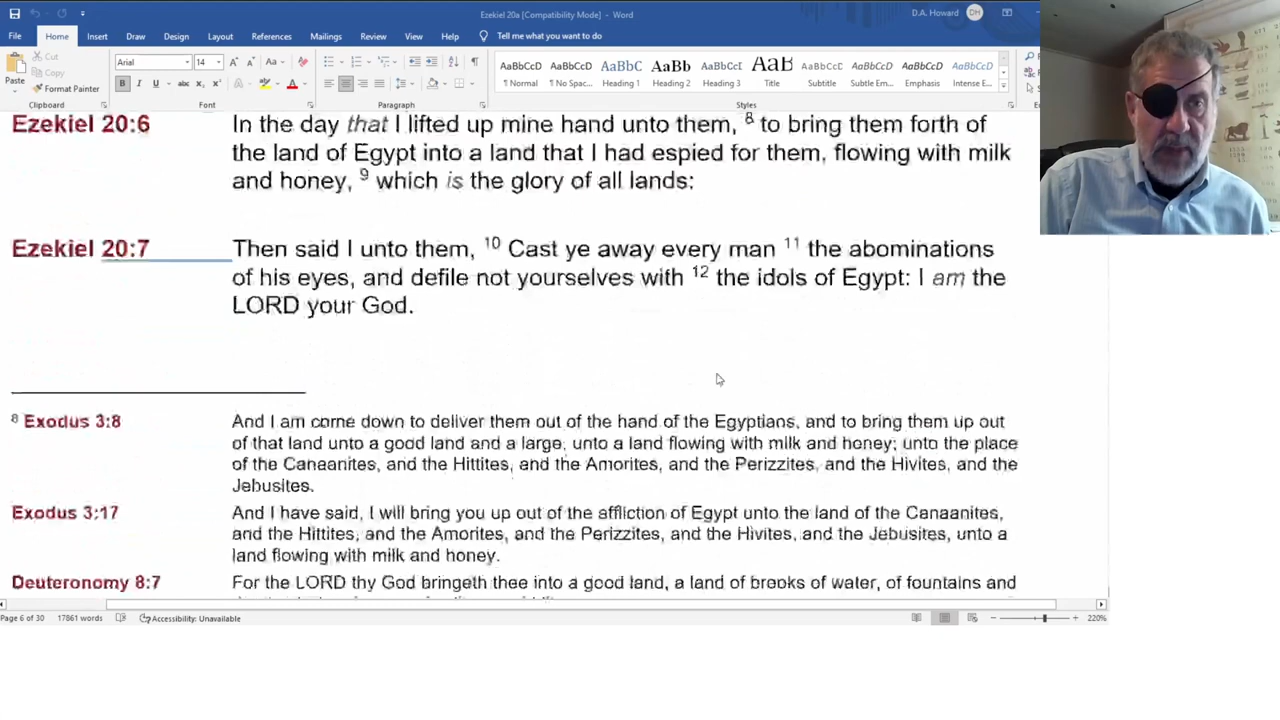 Ezekiel 20a [Compatibility Mode] - Word
D.A. Howard DH
File Home Insert Draw Design Layout References Mailings Review View Help Tell me what you want to do
Paste
Cut
Copy
Format Painter
Clipboard
Arial 14
Font
Paragraph
AaBbCcD AaBbCcD AaBbC AaBb AaBbCcI AaB AaBbCcD AaBbCcD AaBbCcD AaBbCcD
¶ Normal ¶ No Spac... Heading 1 Heading 2 Heading 3 Title Subtitle Subtle Em... Emphasis Intense E...
Styles
Ezekiel 20:6 In the day that I lifted up mine hand unto them, 8 to bring them forth of
the land of Egypt into a land that I had espied for them, flowing with milk
and honey, 9 which is the glory of all lands:
Ezekiel 20:7 Then said I unto them, 10 Cast ye away every man 11 the abominations
of his eyes, and defile not yourselves with 12 the idols of Egypt: I am the
LORD your God.
8 Exodus 3:8 And I am come down to deliver them out of the hand of the Egyptians, and to bring them up out
of that land unto a good land and a large, unto a land flowing with milk and honey; unto the place
of the Canaanites, and the Hittites, and the Amorites, and the Perizzites, and the Hivites, and the
Jebusites.
Exodus 3:17 And I have said, I will bring you up out of the affliction of Egypt unto the land of the Canaanites,
and the Hittites, and the Amorites, and the Perizzites, and the Hivites, and the Jebusites, unto a
land flowing with milk and honey.
Deuteronomy 8:7 For the LORD thy God bringeth thee into a good land, a land of brooks of water, of fountains and
Page 6 of 30 17861 words Accessibility: Unavailable 220%